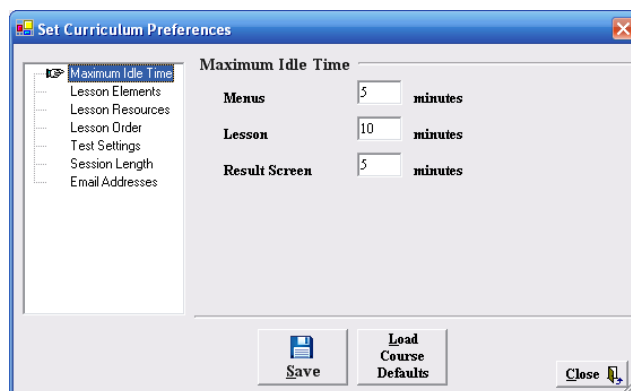 Set Curriculum Preferences
Maximum Idle Time
Lesson Elements
Lesson Resources
Lesson Order
Test Settings
Session Length
Email Addresses
Maximum Idle Time
Menus 5 minutes
Lesson 10 minutes
Result Screen 5 minutes
Save
Load
Course
Defaults
Close